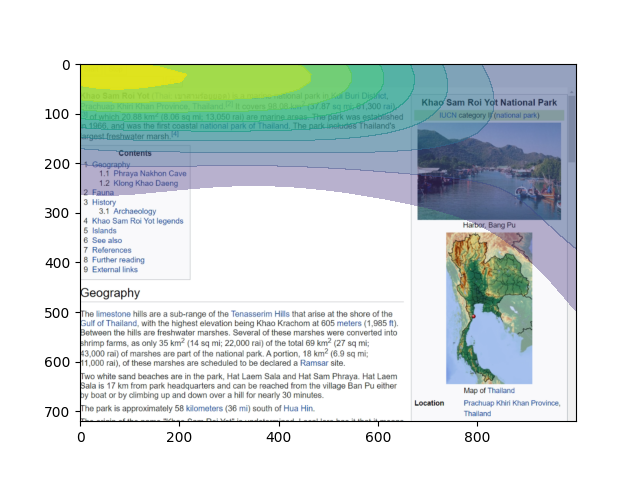 0
100
200
300
400
500
600
700
0
200
400
600
800
Khao Sam Roi Yot National Park
IUCN category II (national park)
Harbor, Bang Pu
Map of Thailand
Location Prachuap Khiri Khan Province,
Thailand
Khao Sam Roi Yot is a national park in Kui Buri District,
Prachuap Khiri Khan Province, Thailand.[2] It covers 98.08 km² (37.87 sq mi; 61,300 rai)
of which 20.88 km² (8.06 sq mi; 13,050 rai) are marine areas. The park was established
in 1966, and was the first coastal national park of Thailand. The park includes Thailand's
largest freshwater marsh.[4]
Contents
1 Geography
1.1 Phraya Nakhon Cave
1.2 Klong Khao Daeng
2 Fauna
3 History
3.1 Archaeology
4 Khao Sam Roi Yot legends
5 Islands
6 See also
7 References
8 Further reading
9 External links
Geography
The limestone hills are a sub-range of the Tenasserim Hills that arise at the shore of the
Gulf of Thailand, with the highest elevation being Khao Krachom at 605 meters (1,985 ft).
Between the hills are freshwater marshes. Several of these marshes were converted into
shrimp farms, as only 35 km² (14 sq mi; 22,000 rai) of the total 69 km² (27 sq mi;
43,000 rai) of marshes are part of the national park. A portion, 18 km² (6.9 sq mi;
11,000 rai), of these marshes are scheduled to be declared a Ramsar site.
Two white sand beaches are in the park, Hat Laem Sala and Hat Sam Phraya. Hat Laem
Sala is 17 km from park headquarters and can be reached from the village Ban Pu either
by boat or by climbing up and down over a hill for nearly 30 minutes.
The park is approximately 58 kilometers (36 mi) south of Hua Hin.